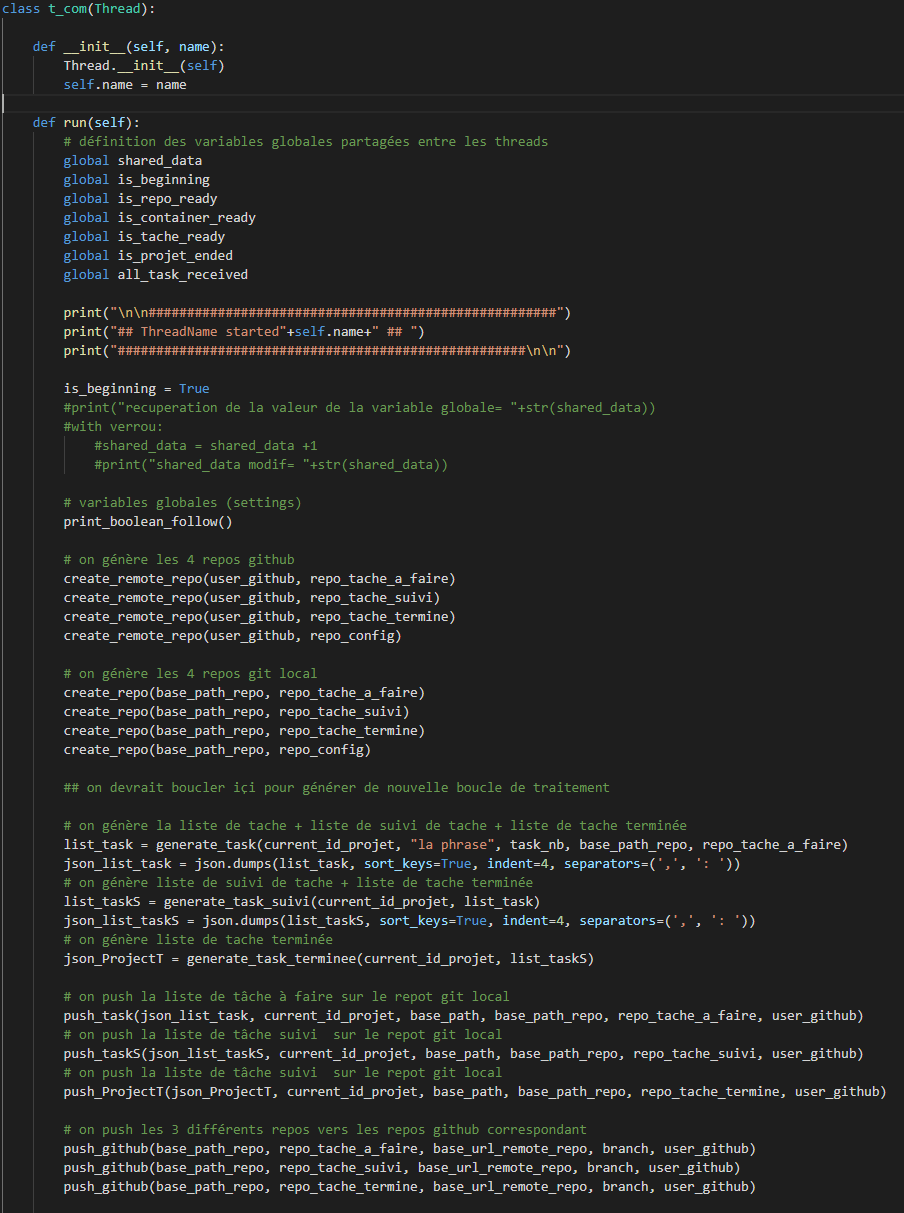 class t_com(Thread):
def __init__(self, name):
Thread.__init__(self)
self.name = name
def run(self):
# définition des variables globales partagées entre les threads
global shared_data
global is_beginning
global is_repo_ready
global is_container_ready
global is_tache_ready
global is_projet_ended
global all_task_received
print("\n\n#####################################################")
print("## ThreadName started"+self.name+" ## ")
print("#####################################################\n\n")
is_beginning = True
#print("recuperation de la valeur de la variable globale= "+str(shared_data))
#with verrou:
#shared_data = shared_data +1
#print("shared_data modif= "+str(shared_data))
# variables globales (settings)
print_boolean_follow()
# on génère les 4 repos github
create_remote_repo(user_github, repo_tache_a_faire)
create_remote_repo(user_github, repo_tache_suivi)
create_remote_repo(user_github, repo_tache_termine)
create_remote_repo(user_github, repo_config)
# on génère les 4 repos git local
create_repo(base_path_repo, repo_tache_a_faire)
create_repo(base_path_repo, repo_tache_suivi)
create_repo(base_path_repo, repo_tache_termine)
create_repo(base_path_repo, repo_config)
## on devrait boucler içi pour générer de nouvelle boucle de traitement
# on génère la liste de tache + liste de suivi de tache + liste de tache terminée
list_task = generate_task(current_id_projet, "la phrase", task_nb, base_path_repo, repo_tache_a_faire)
json_list_task = json.dumps(list_task, sort_keys=True, indent=4, separators=(',', ': '))
# on génère liste de suivi de tache + liste de tache terminée
list_taskS = generate_task_suivi(current_id_projet, list_task)
json_list_taskS = json.dumps(list_taskS, sort_keys=True, indent=4, separators=(',', ': '))
# on génère liste de tache terminée
json_ProjectT = generate_task_terminee(current_id_projet, list_taskS)
# on push la liste de tâche à faire sur le repot git local
push_task(json_list_task, current_id_projet, base_path, base_path_repo, repo_tache_a_faire, user_github)
# on push la liste de tâche suivi  sur le repot git local
push_taskS(json_list_taskS, current_id_projet, base_path, base_path_repo, repo_tache_suivi, user_github)
# on push la liste de tâche suivi  sur le repot git local
push_ProjectT(json_ProjectT, current_id_projet, base_path, base_path_repo, repo_tache_termine, user_github)
# on push les 3 différents repos vers les repos github correspondant
push_github(base_path_repo, repo_tache_a_faire, base_url_remote_repo, branch, user_github)
push_github(base_path_repo, repo_tache_suivi, base_url_remote_repo, branch, user_github)
push_github(base_path_repo, repo_tache_termine, base_url_remote_repo, branch, user_github)